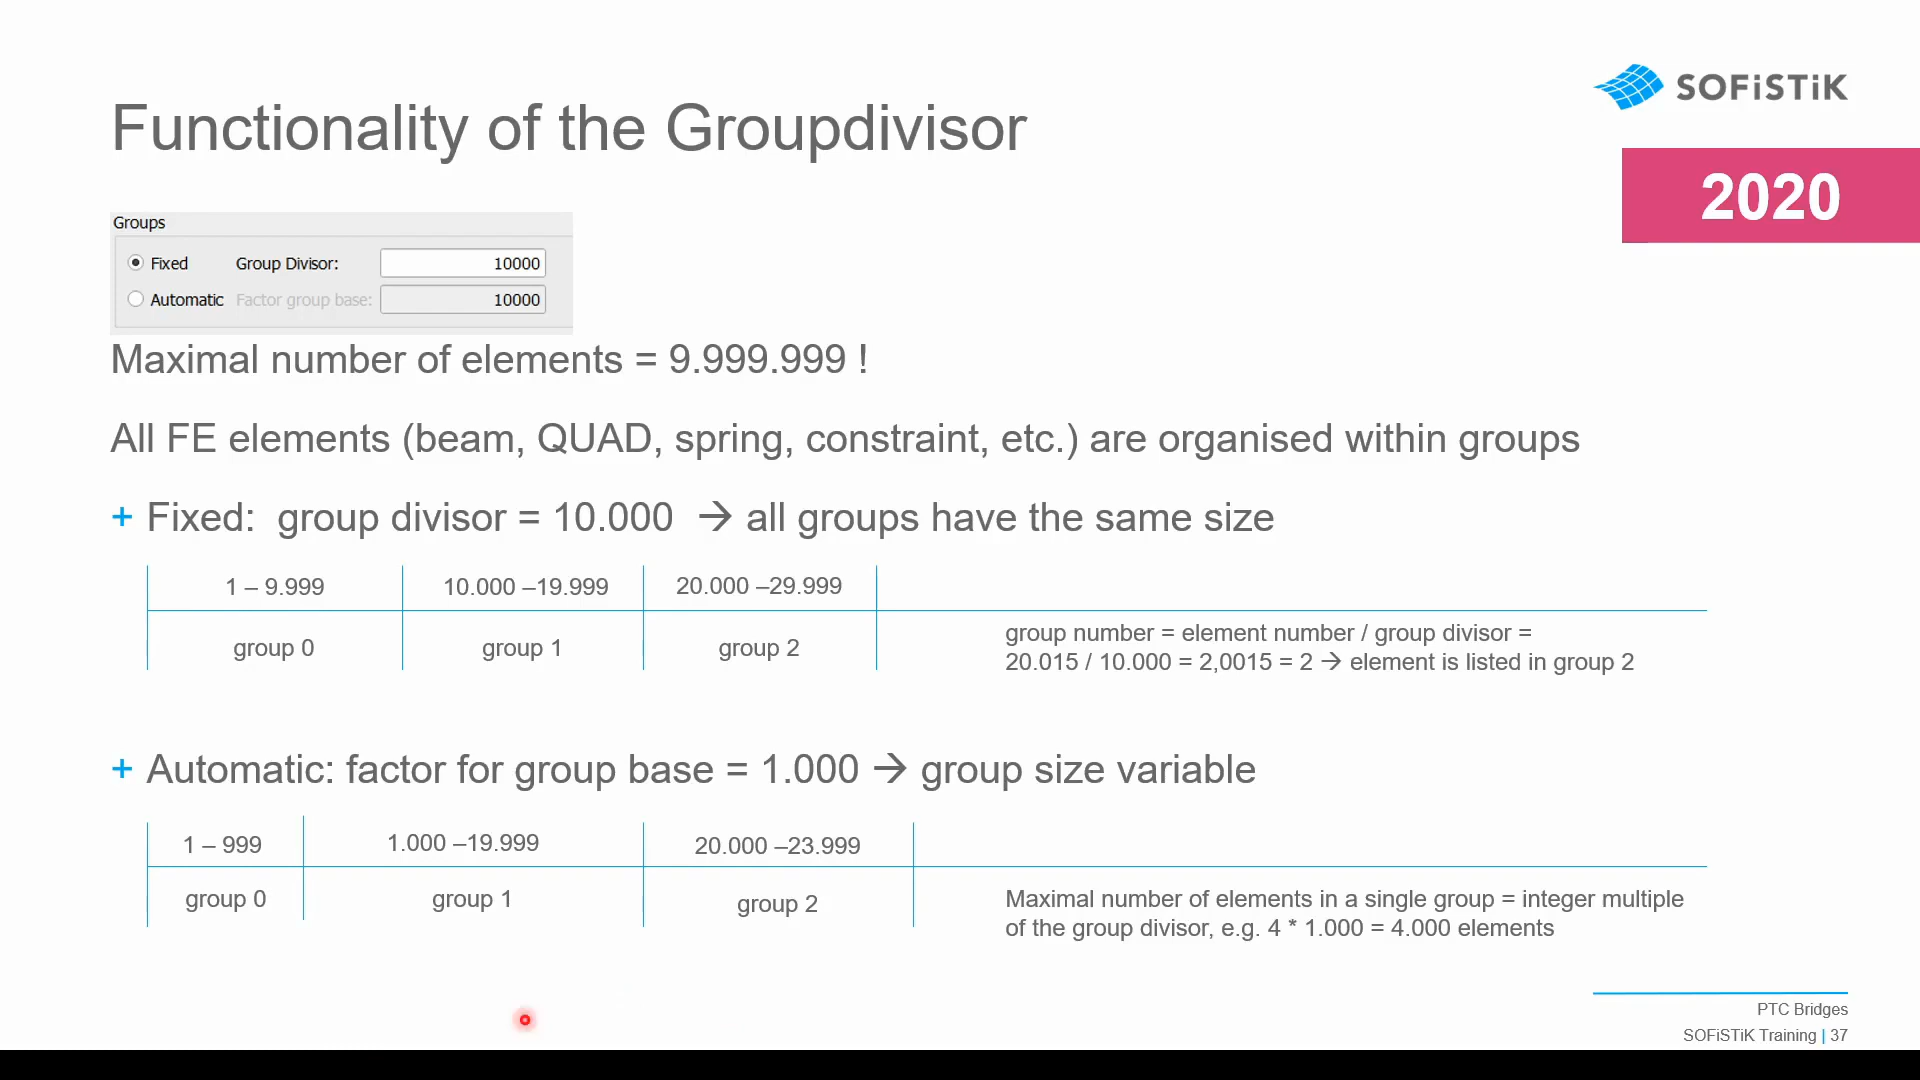 SOFiSTiK
Functionality of the Groupdivisor
2020
Groups
Fixed Group Divisor: 10000
Automatic Factor group base: 10000
Maximal number of elements = 9.999.999 !
All FE elements (beam, QUAD, spring, constraint, etc.) are organised within groups
+ Fixed: group divisor = 10.000 → all groups have the same size
1 – 9.999 10.000 –19.999 20.000 –29.999
group 0 group 1 group 2
group number = element number / group divisor =
20.015 / 10.000 = 2,0015 = 2 → element is listed in group 2
+ Automatic: factor for group base = 1.000 → group size variable
1 – 999 1.000 –19.999 20.000 –23.999
group 0 group 1 group 2
Maximal number of elements in a single group = integer multiple
of the group divisor, e.g. 4 * 1.000 = 4.000 elements
PTC Bridges
SOFiSTiK Training | 37